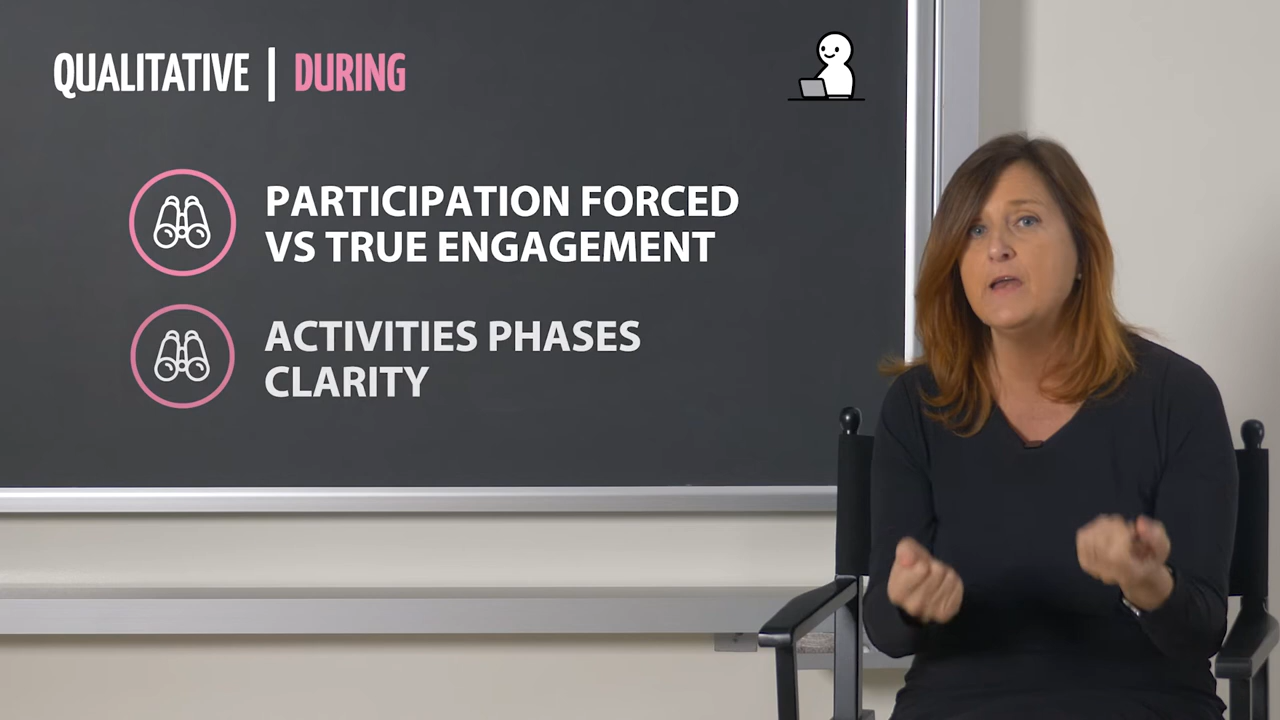 QUALITATIVE | DURING
PARTICIPATION FORCED
VS TRUE ENGAGEMENT
ACTIVITIES PHASES
CLARITY